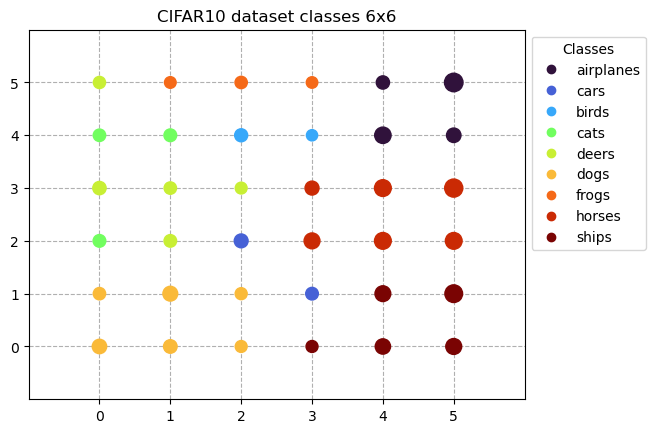 CIFAR10 dataset classes 6x6
Classes
airplanes
cars
birds
cats
deers
dogs
frogs
horses
ships
5
4
3
2
1
0
0 1 2 3 4 5